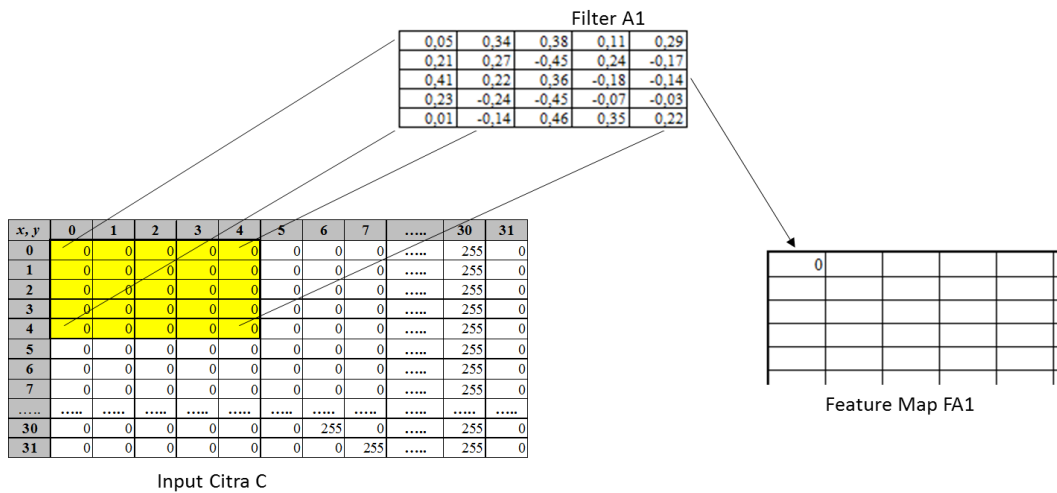 Filter A1
0,05 0,34 0,38 0,11 0,29
0,21 0,27 -0,45 0,24 -0,17
0,41 0,22 0,36 -0,18 -0,14
0,23 -0,24 -0,45 -0,07 -0,03
0,01 -0,14 0,46 0,35 0,22
x, y 0 1 2 3 4 5 6 7 ..... 30 31
0 0 0 0 0 0 0 0 0 ..... 255 0
1 0 0 0 0 0 0 0 0 ..... 255 0
2 0 0 0 0 0 0 0 0 ..... 255 0
3 0 0 0 0 0 0 0 0 ..... 255 0
4 0 0 0 0 0 0 0 0 ..... 255 0
5 0 0 0 0 0 0 0 0 ..... 255 0
6 0 0 0 0 0 0 0 0 ..... 255 0
7 0 0 0 0 0 0 0 0 ..... 255 0
..... ..... ..... ..... ..... ..... ..... ..... ..... ..... ..... .....
30 0 0 0 0 0 0 255 0 ..... 255 0
31 0 0 0 0 0 0 0 255 ..... 255 0
Input Citra C
0
Feature Map FA1